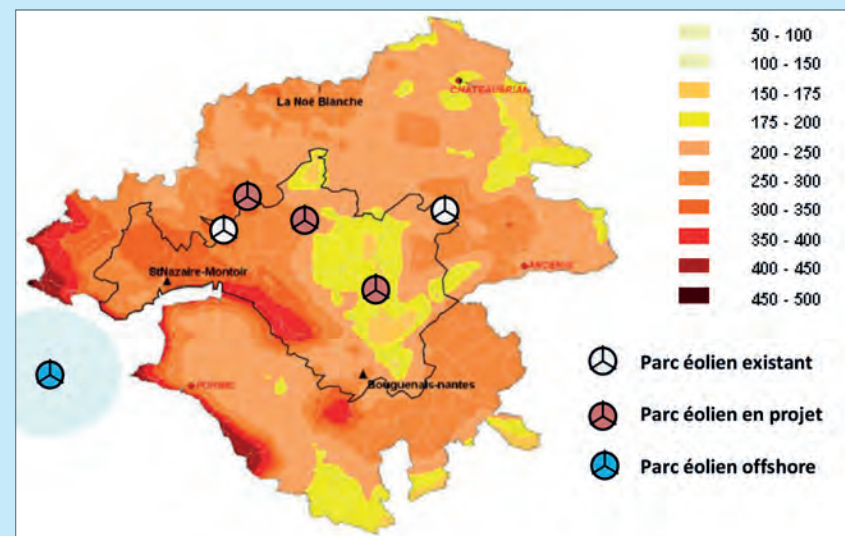 50 - 100
100 - 150
150 - 175
175 - 200
200 - 250
250 - 300
300 - 350
350 - 400
400 - 450
450 - 500
CHATEAUBRIAN
La Noë Blanche
StNazaire-Montoir
ANCENIS
PORNIC
Bouguenais-nantes
Parc éolien existant
Parc éolien en projet
Parc éolien offshore